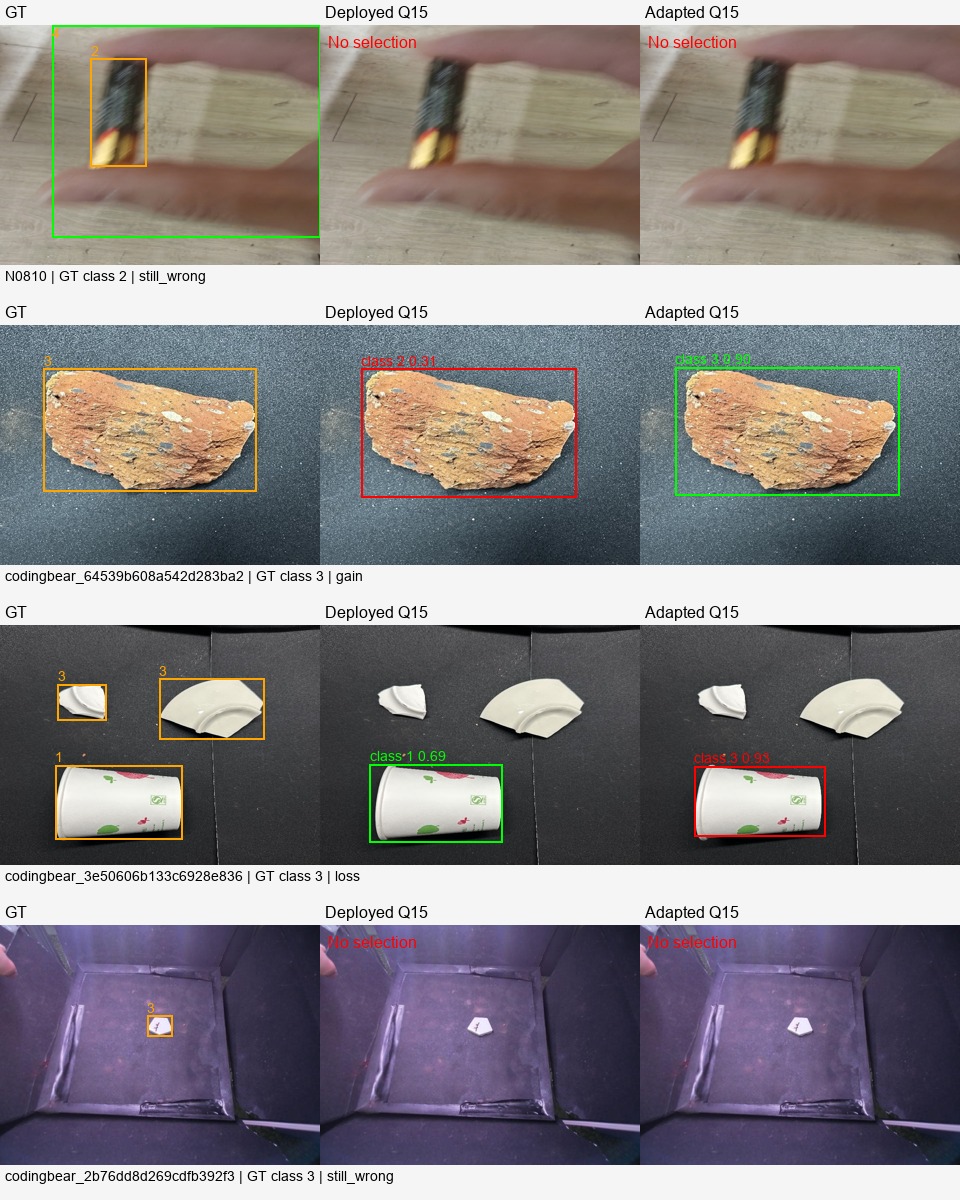 GT Deployed Q15 Adapted Q15
No selection No selection
2
N0810 | GT class 2 | still_wrong
GT Deployed Q15 Adapted Q15
3 class 2 0.31 class 3 0.90
codingbear_64539b608a542d283ba2 | GT class 3 | gain
GT Deployed Q15 Adapted Q15
3 3
1 class 1 0.69 class 3 0.93
codingbear_3e50606b133c6928e836 | GT class 3 | loss
GT Deployed Q15 Adapted Q15
No selection No selection
3
codingbear_2b76dd8d269cdfb392f3 | GT class 3 | still_wrong